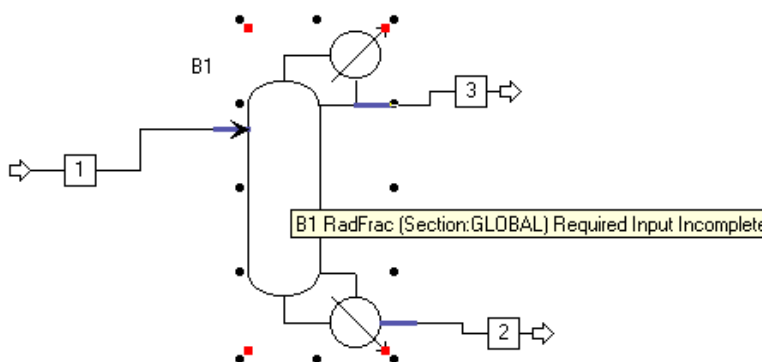 B1
3
1
B1 RadFrac (Section:GLOBAL) Required Input Incomplete
2